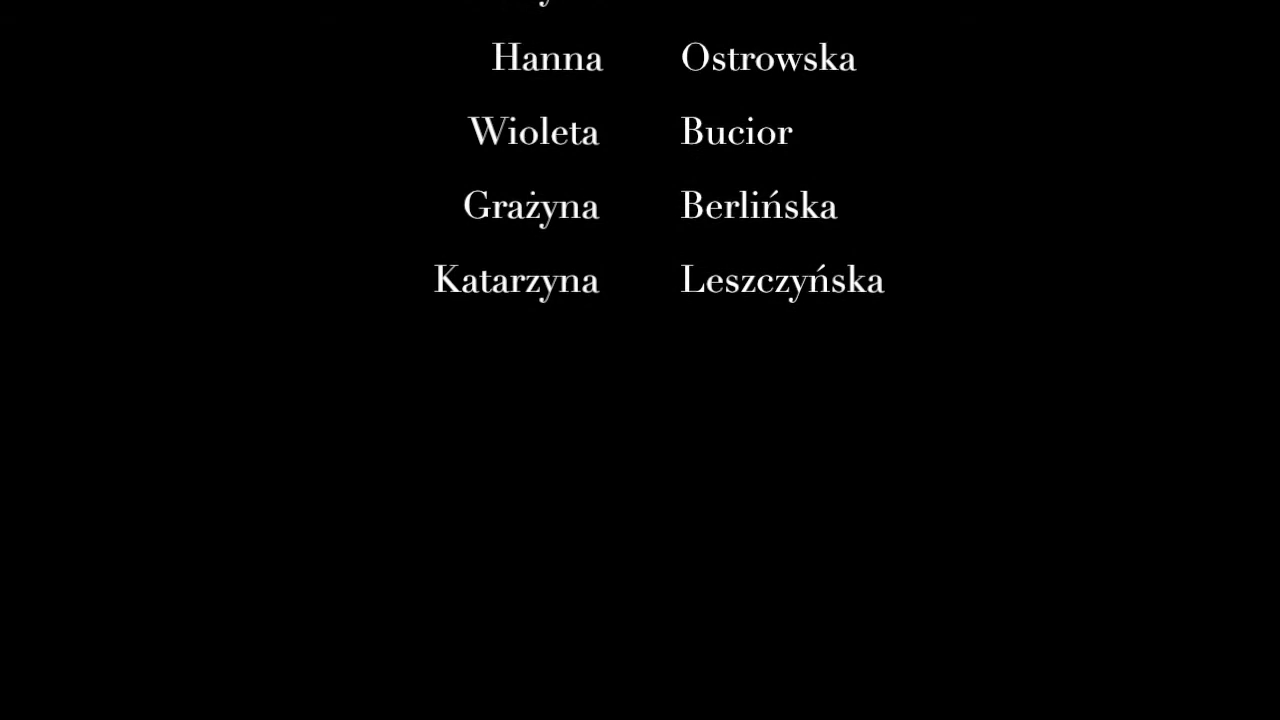 Hanna Ostrowska
Wioleta Bucior
Grażyna Berlińska
Katarzyna Leszczyńska